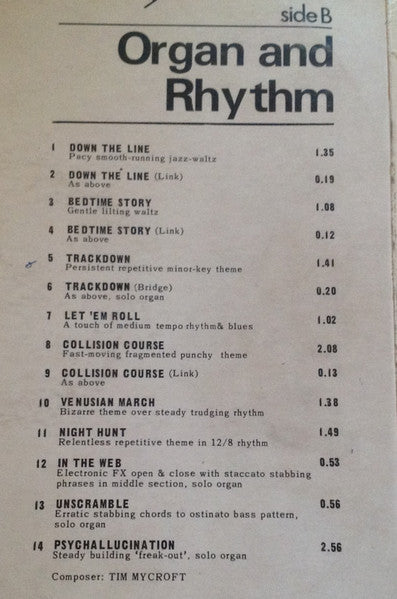 side B
Organ and
Rhythm
1 DOWN THE LINE 1.35
Pacy smooth-running jazz-waltz
2 DOWN THE LINE (Link) 0.19
As above
3 BEDTIME STORY 1.08
Gentle lilting waltz
4 BEDTIME STORY (Link) 0.12
As above
5 TRACKDOWN 1.41
Persistent repetitive minor-key theme
6 TRACKDOWN (Bridge) 0.20
As above, solo organ
7 LET 'EM ROLL 1.02
A touch of medium tempo rhythm& blues
8 COLLISION COURSE 2.08
Fast-moving fragmented punchy theme
9 COLLISION COURSE (Link) 0.13
As above
10 VENUSIAN MARCH 1.38
Bizarre theme over steady trudging rhythm
11 NIGHT HUNT 1.49
Relentless repetitive theme in 12/8 rhythm
12 IN THE WEB 0.53
Electronic FX open & close with staccato stabbing
phrases in middle section, solo organ
13 UNSCRAMBLE 0.56
Erratic stabbing chords to ostinato bass pattern,
solo organ
14 PSYCHALLUCINATION 2.56
Steady building 'freak-out', solo organ
Composer: TIM MYCROFT